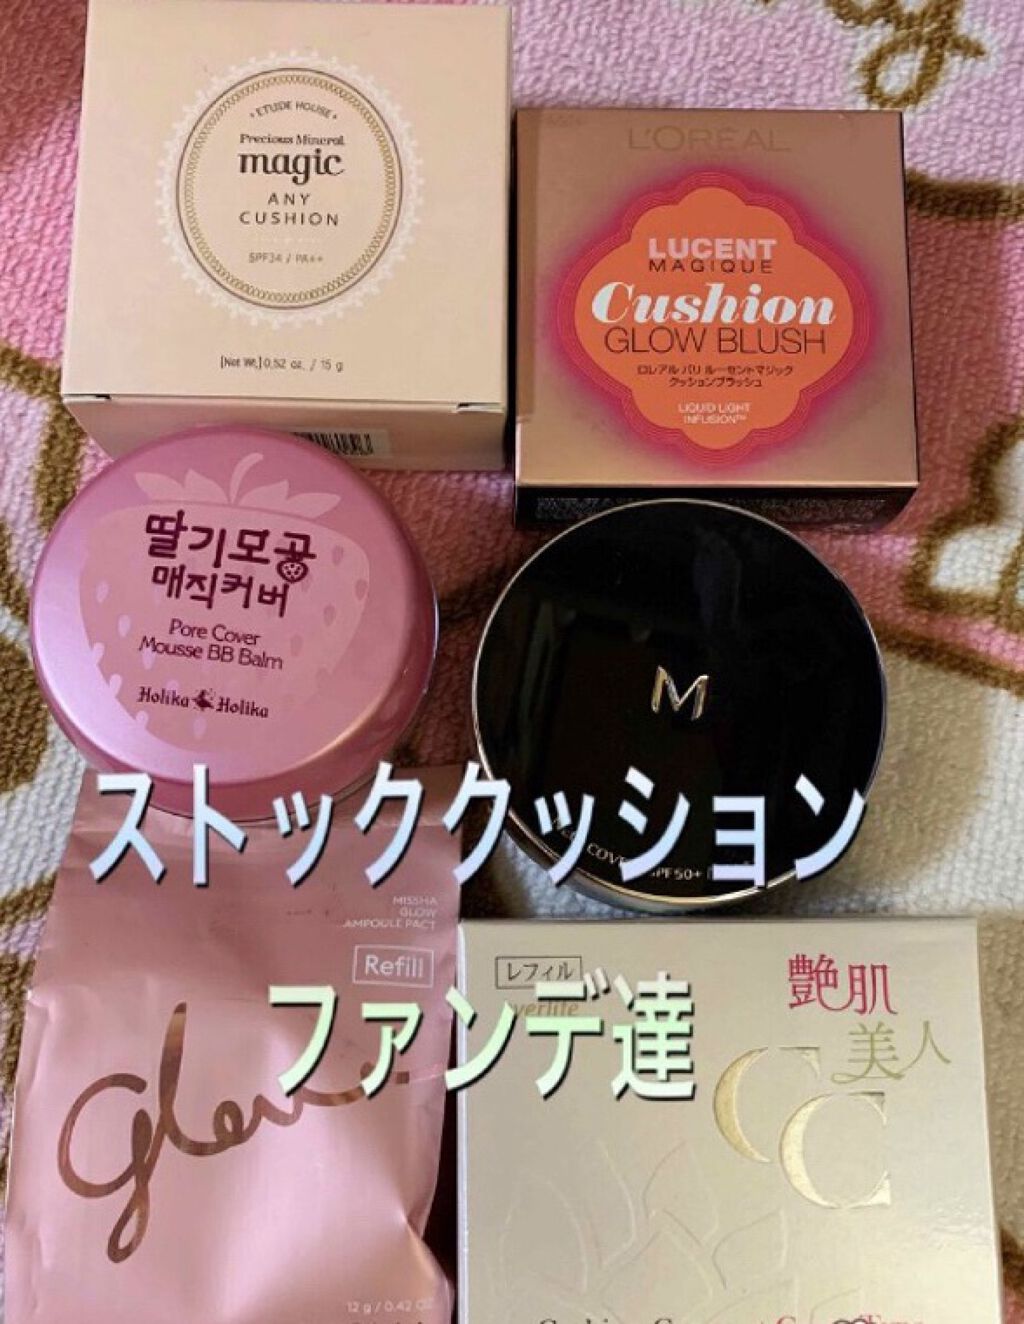 ETUDE HOUSE
Precious Mineral
magic
ANY
CUSHION
SPF34 / PA++
[Net Wt.] 0.52 oz. / 15 g
L'ORÉAL
LUCENT
MAGIQUE
Cushion
GLOW BLUSH
ロレアル パリ ルーセントマジック
クッションブラッシュ
LIQUID LIGHT
INFUSION™
딸기모공
매직커버
Pore Cover
Mousse BB Balm
Holika Holika
M
COVER SPF50+
ストッククッション
ファンデ達
MISSHA
GLOW
AMPOULE PACT
Refill
glow
12 g / 0.42 OZ
レフィル
艶肌
美人
CC